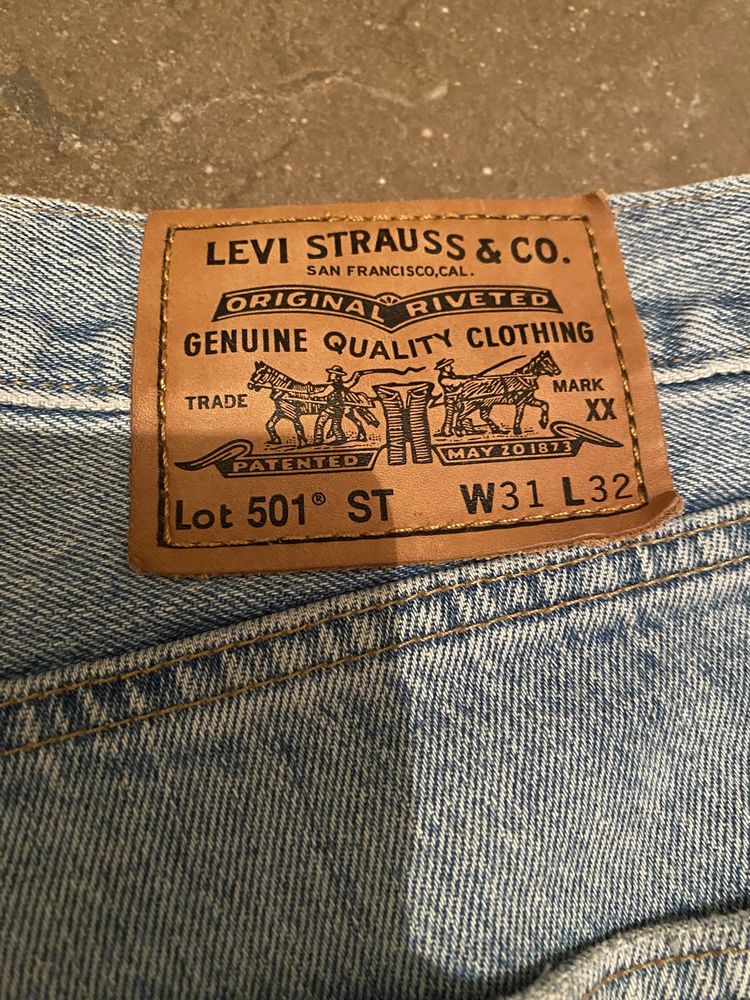 LEVI STRAUSS & CO.
SAN FRANCISCO, CAL.
ORIGINAL RIVETED
GENUINE QUALITY CLOTHING
TRADE MARK
XX
PATENTED MAY 20 1873
Lot 501® ST W31 L32